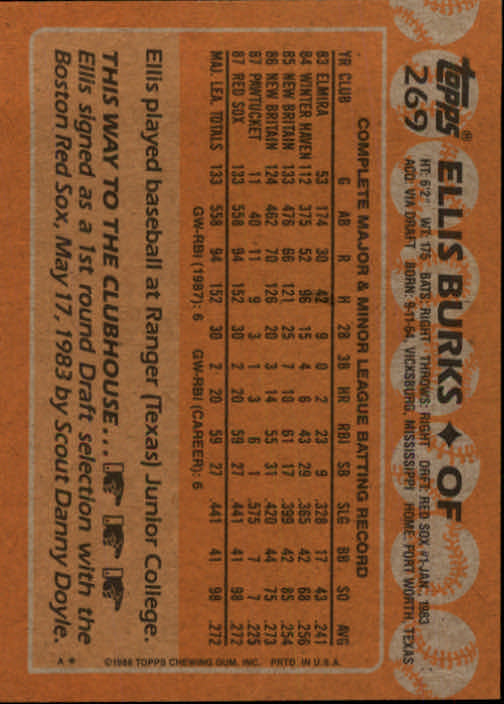 topps®
269
ELLIS BURKS ♦ OF
HT: 6'2" WT: 175 BATS: RIGHT THROWS: RIGHT DRFT: RED SOX #1-JAN., 1983
ACQ: VIA DRAFT BORN: 9-11-64, VICKSBURG, MISSISSIPPI HOME: FORT WORTH, TEXAS
COMPLETE MAJOR & MINOR LEAGUE BATTING RECORD
YR CLUB G AB R H 2B 3B HR RBI SB SLG BB SO AVG
83 ELMIRA 53 174 30 42 9 0 2 23 9 .328 17 43 .241
84 WINTER HAVEN 112 375 52 96 15 4 6 43 29 .365 42 68 .256
85 NEW BRITAIN 133 476 66 121 25 7 10 61 17 .399 42 85 .254
86 NEW BRITAIN 124 462 70 126 20 3 14 55 31 .420 44 75 .273
87 PAWTUCKET 11 40 11 9 3 1 3 6 1 .575 7 7 .225
87 RED SOX 133 558 94 152 30 2 20 59 27 .441 41 98 .272
MAJ. LEA. TOTALS 133 558 94 152 30 2 20 59 27 .441 41 98 .272
GW-RBI (1987): 6 GW-RBI (CAREER): 6
Ellis played baseball at Ranger (Texas) Junior College.
THIS WAY TO THE CLUBHOUSE...
Ellis signed as a 1st round Draft selection with the
Boston Red Sox, May 17, 1983 by Scout Danny Doyle.
©1988 TOPPS CHEWING GUM, INC. PRTD. IN U.S.A.
A*